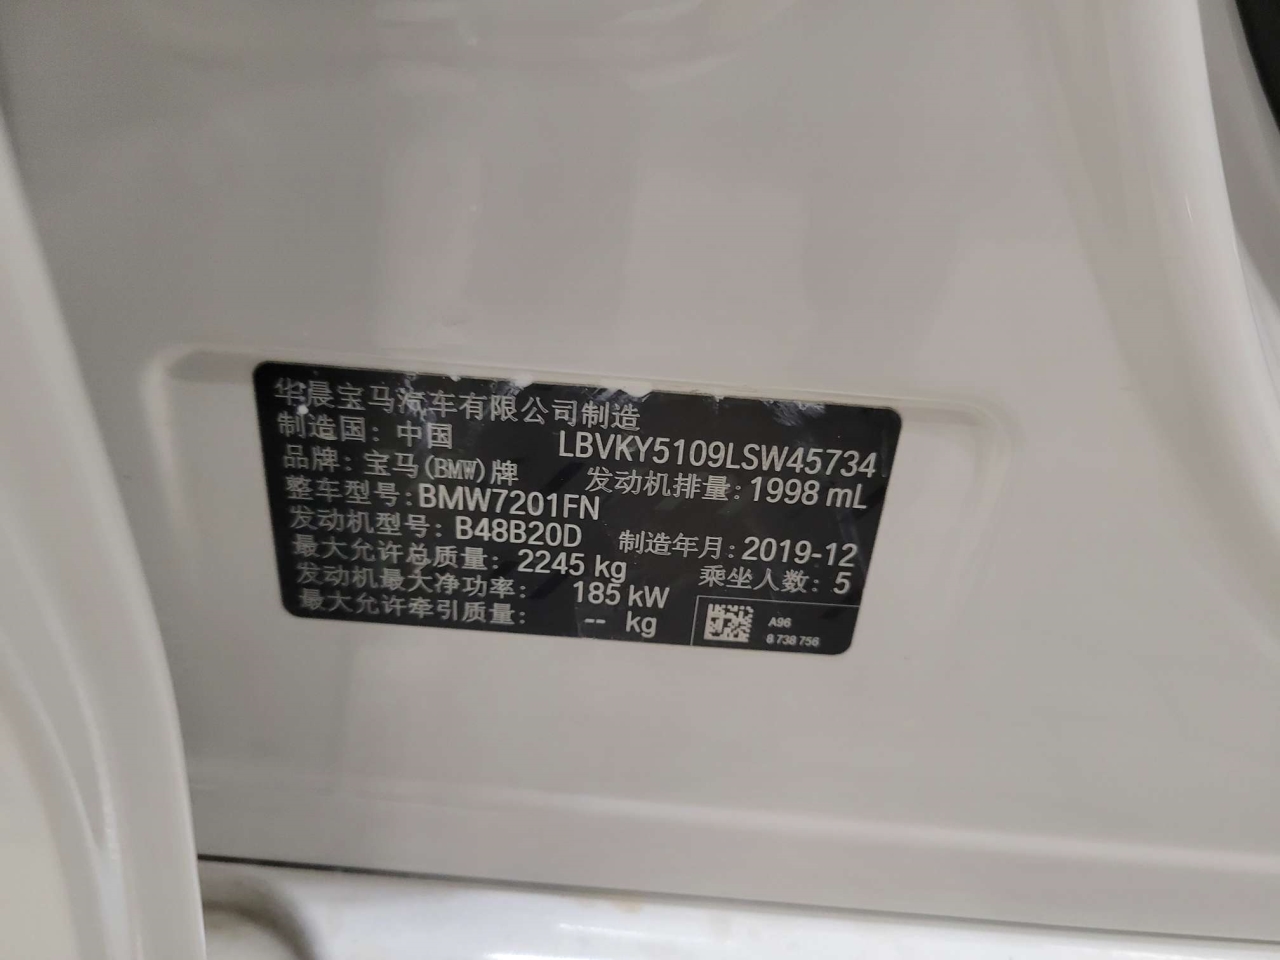 华晨宝马汽车有限公司制造
制造国：中国
LBVKY5109LSW45734
品牌：宝马(BMW)牌
发动机排量：1998 mL
整车型号：BMW7201FN
发动机型号：B48B20D
制造年月：2019-12
最大允许总质量：2245 kg
乘坐人数：5
发动机最大净功率：185 kW
最大允许牵引质量：-- kg
A96
8 738 756